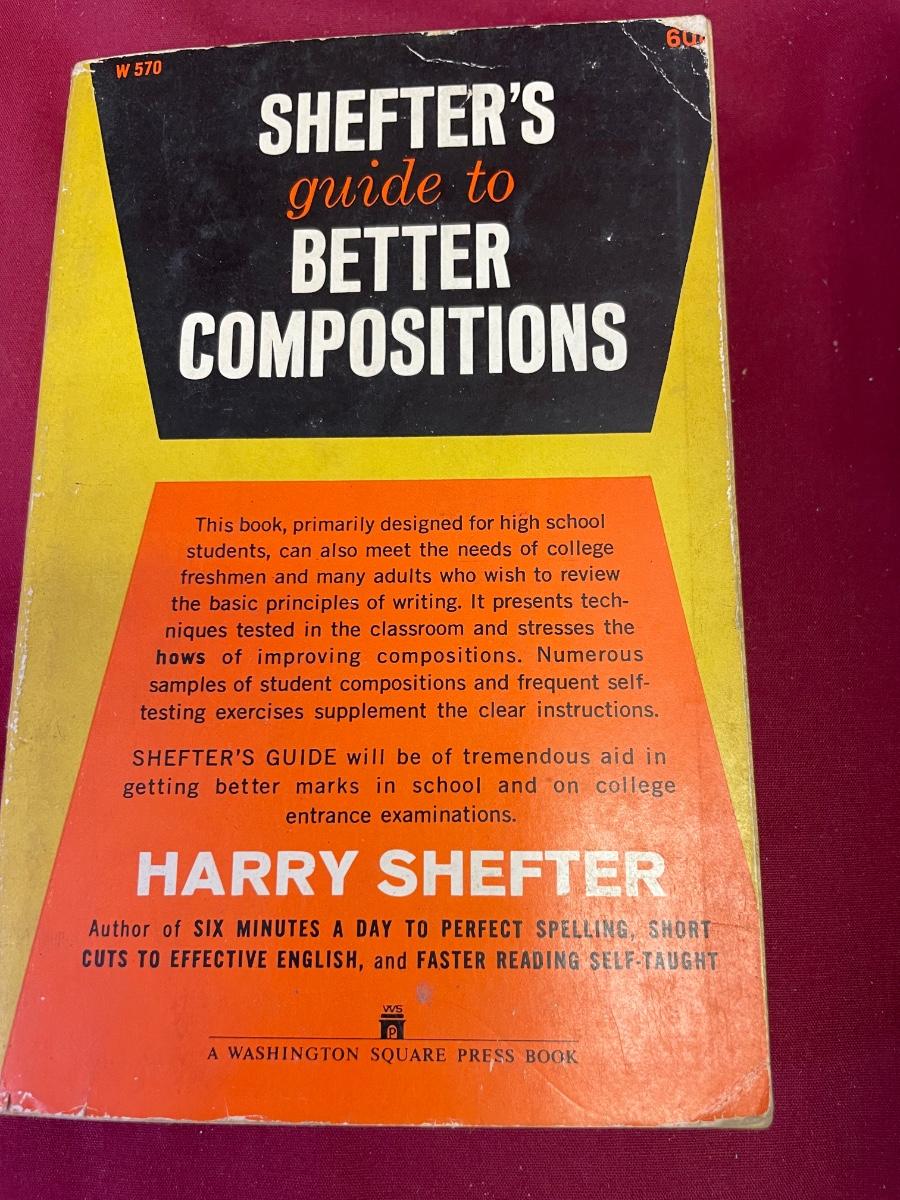 W 570
60
SHEFTER'S
guide to
BETTER
COMPOSITIONS
This book, primarily designed for high school
students, can also meet the needs of college
freshmen and many adults who wish to review
the basic principles of writing. It presents tech-
niques tested in the classroom and stresses the
hows of improving compositions. Numerous
samples of student compositions and frequent self-
testing exercises supplement the clear instructions.
SHEFTER'S GUIDE will be of tremendous aid in
getting better marks in school and on college
entrance examinations.
HARRY SHEFTER
Author of SIX MINUTES A DAY TO PERFECT SPELLING, SHORT
CUTS TO EFFECTIVE ENGLISH, and FASTER READING SELF-TAUGHT
WS
p
A WASHINGTON SQUARE PRESS BOOK